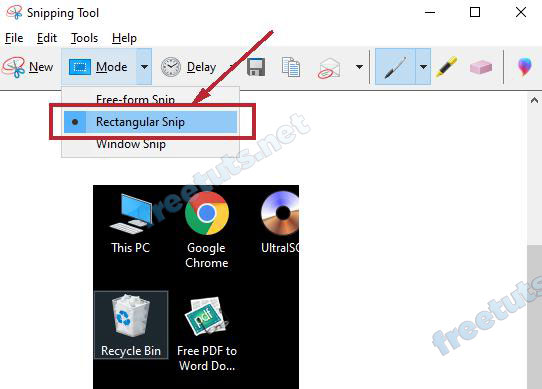 Snipping Tool
File Edit Tools Help
New Mode Delay
Free-form Snip
Rectangular Snip
Window Snip
freetuts.net
This PC
Google
Chrome
UltraISO
Recycle Bin
Free PDF to
Word Do...
pdf
freetuts